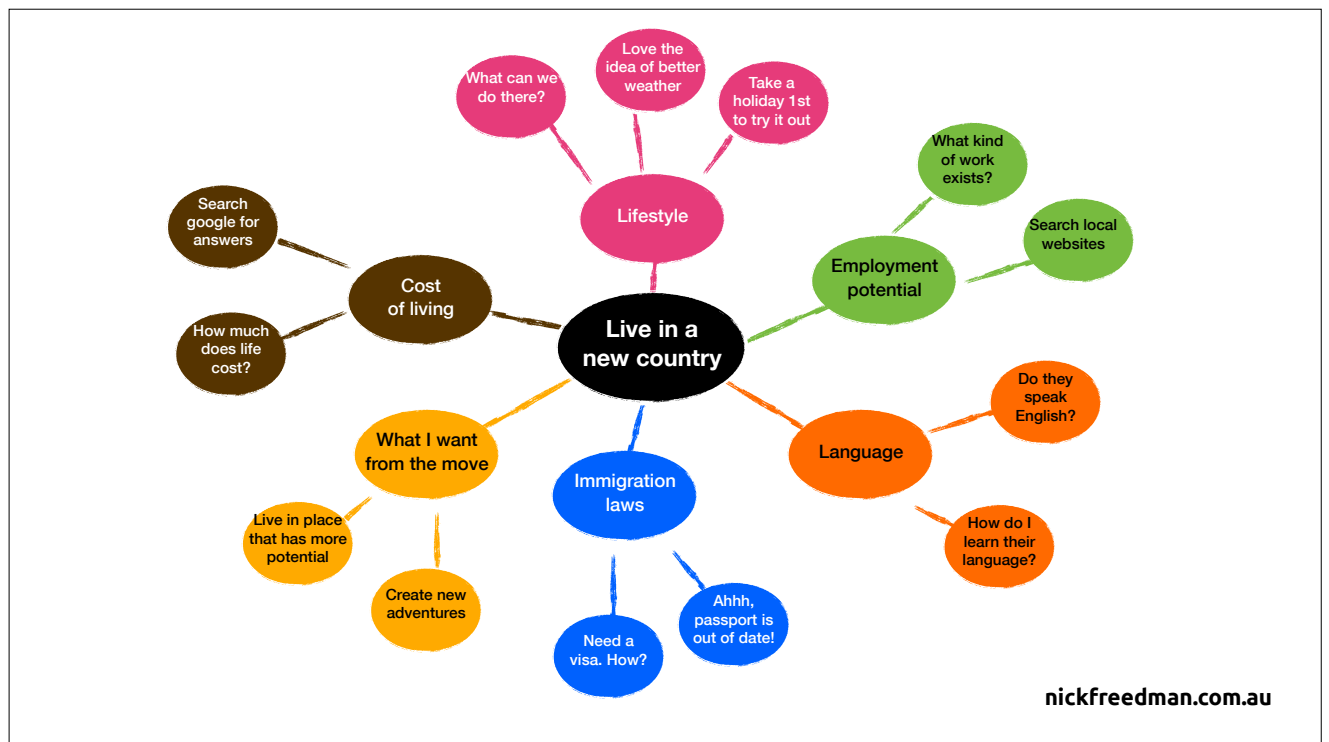 Live in a
new country
Lifestyle
What can we
do there?
Love the
idea of better
weather
Take a
holiday 1st
to try it out
Employment
potential
What kind
of work
exists?
Search local
websites
Language
Do they
speak
English?
How do I
learn their
language?
Immigration
laws
Ahhh,
passport is
out of date!
Need a
visa. How?
What I want
from the move
Create new
adventures
Live in place
that has more
potential
Cost
of living
How much
does life
cost?
Search
google for
answers
nickfreedman.com.au